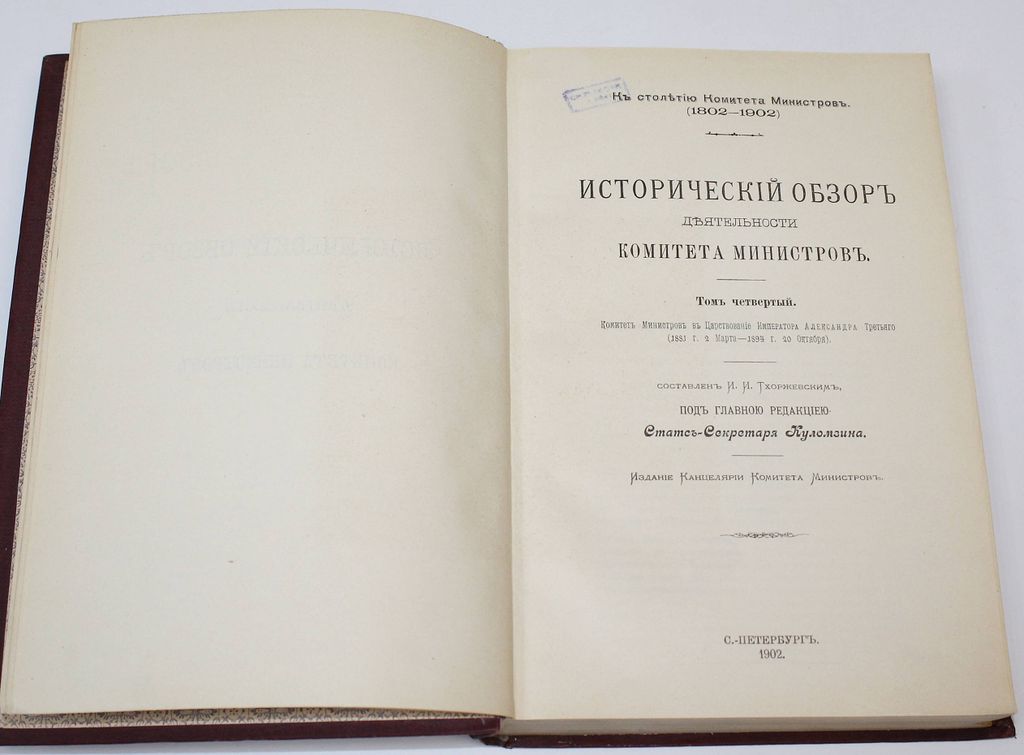 Къ столѣтію Комитета Министровъ.
(1802—1902)
ИСТОРИЧЕСКІЙ ОБЗОРЪ
ДѢЯТЕЛЬНОСТИ
КОМИТЕТА МИНИСТРОВЪ.
Томъ четвертый.
Комитетъ Министровъ въ Царствованіе Императора Александра Третьяго
(1881 г. 2 Марта—1894 г. 20 Октября).
СОСТАВЛЕНЪ И. И. ТХОРЖЕВСКИМЪ,
ПОДЪ ГЛАВНОЮ РЕДАКЦІЕЮ
Статсъ-Секретаря Куломзина.
Изданіе Канцеляріи Комитета Министровъ.
С.-ПЕТЕРБУРГЪ.
1902.